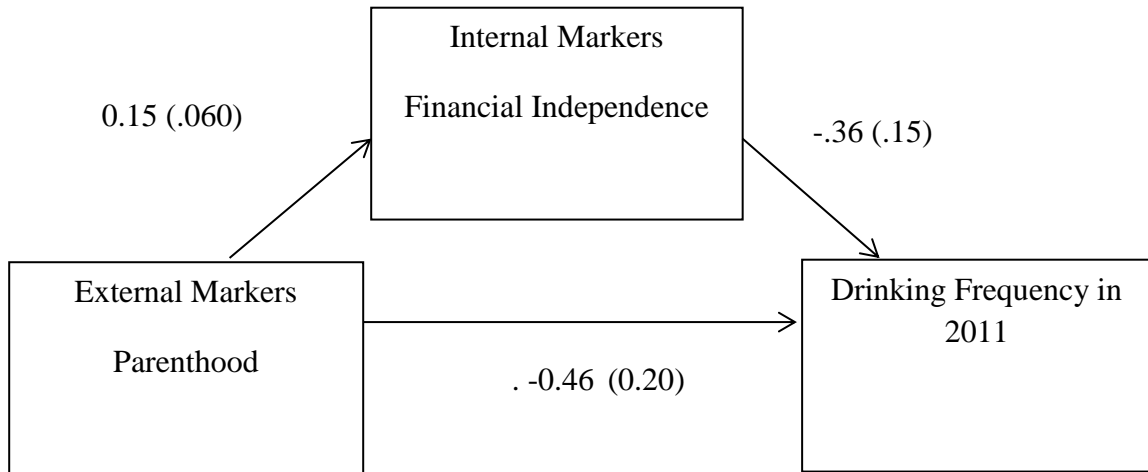 Internal Markers
Financial Independence
0.15 (.060)
-.36 (.15)
External Markers
Parenthood
Drinking Frequency in
2011
. -0.46 (0.20)